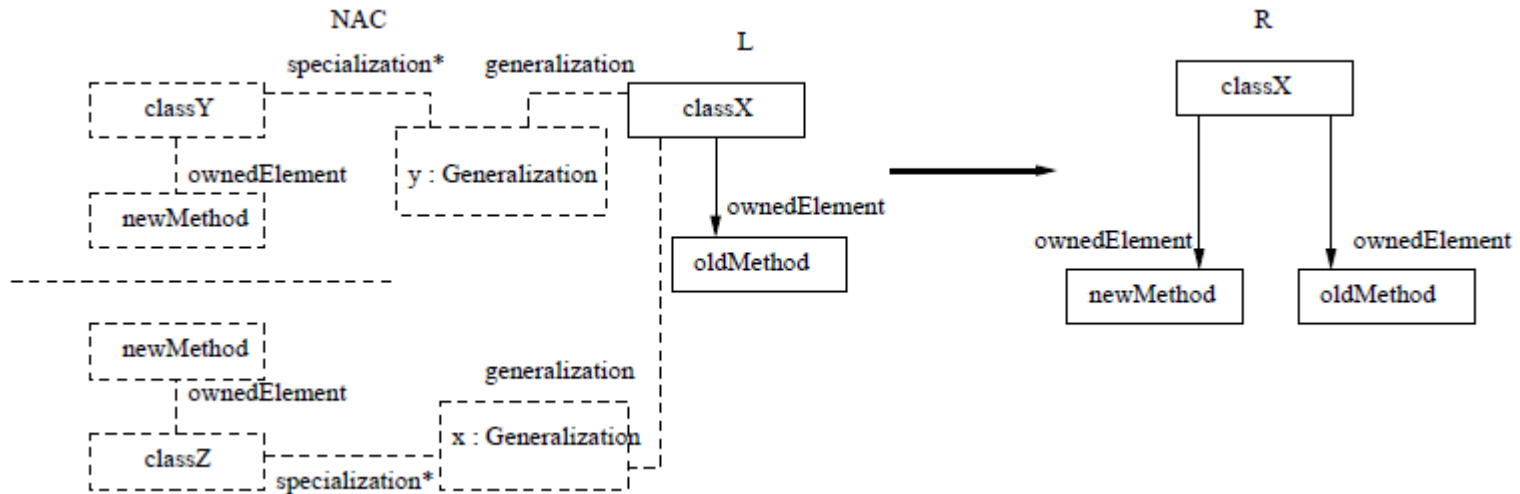 NAC
L
R
specialization*
generalization
classY
classX
classX
y : Generalization
ownedElement
newMethod
ownedElement
oldMethod
ownedElement
ownedElement
newMethod
oldMethod
newMethod
generalization
ownedElement
x : Generalization
classZ
specialization*